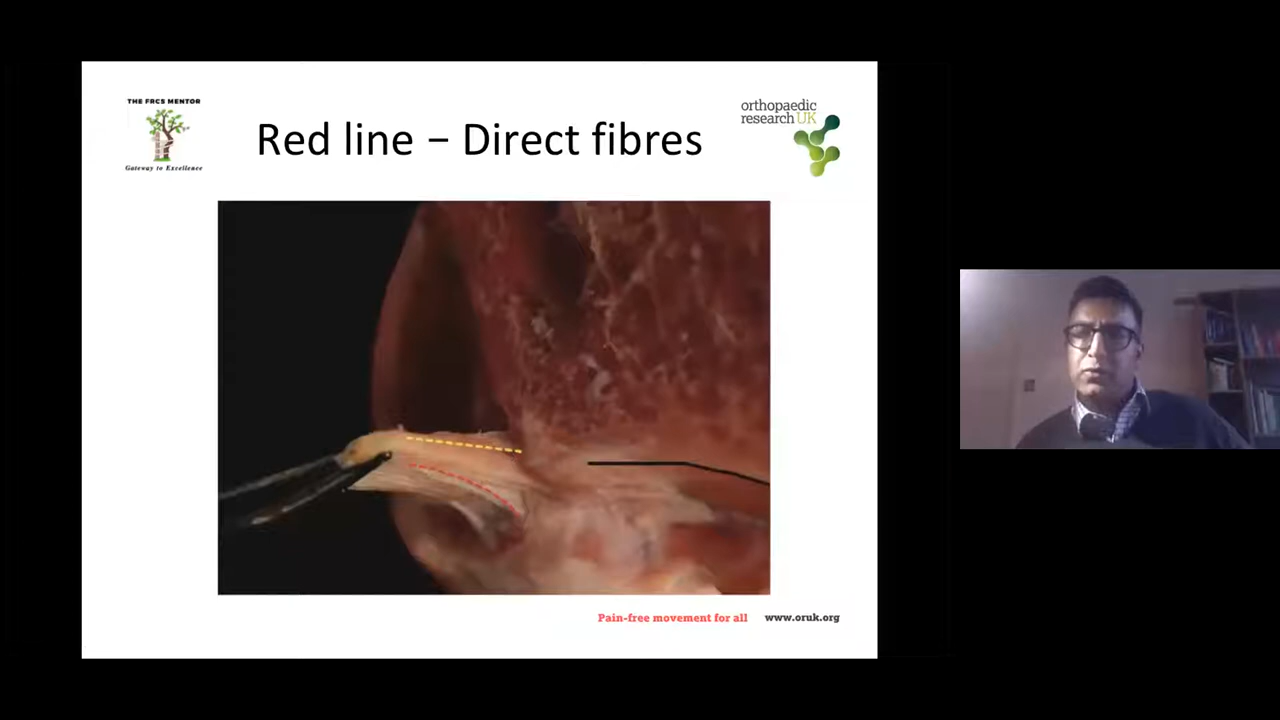 THE FRCS MENTOR
Gateway to Excellence
Red line – Direct fibres
orthopaedic
research UK
Pain-free movement for all www.oruk.org